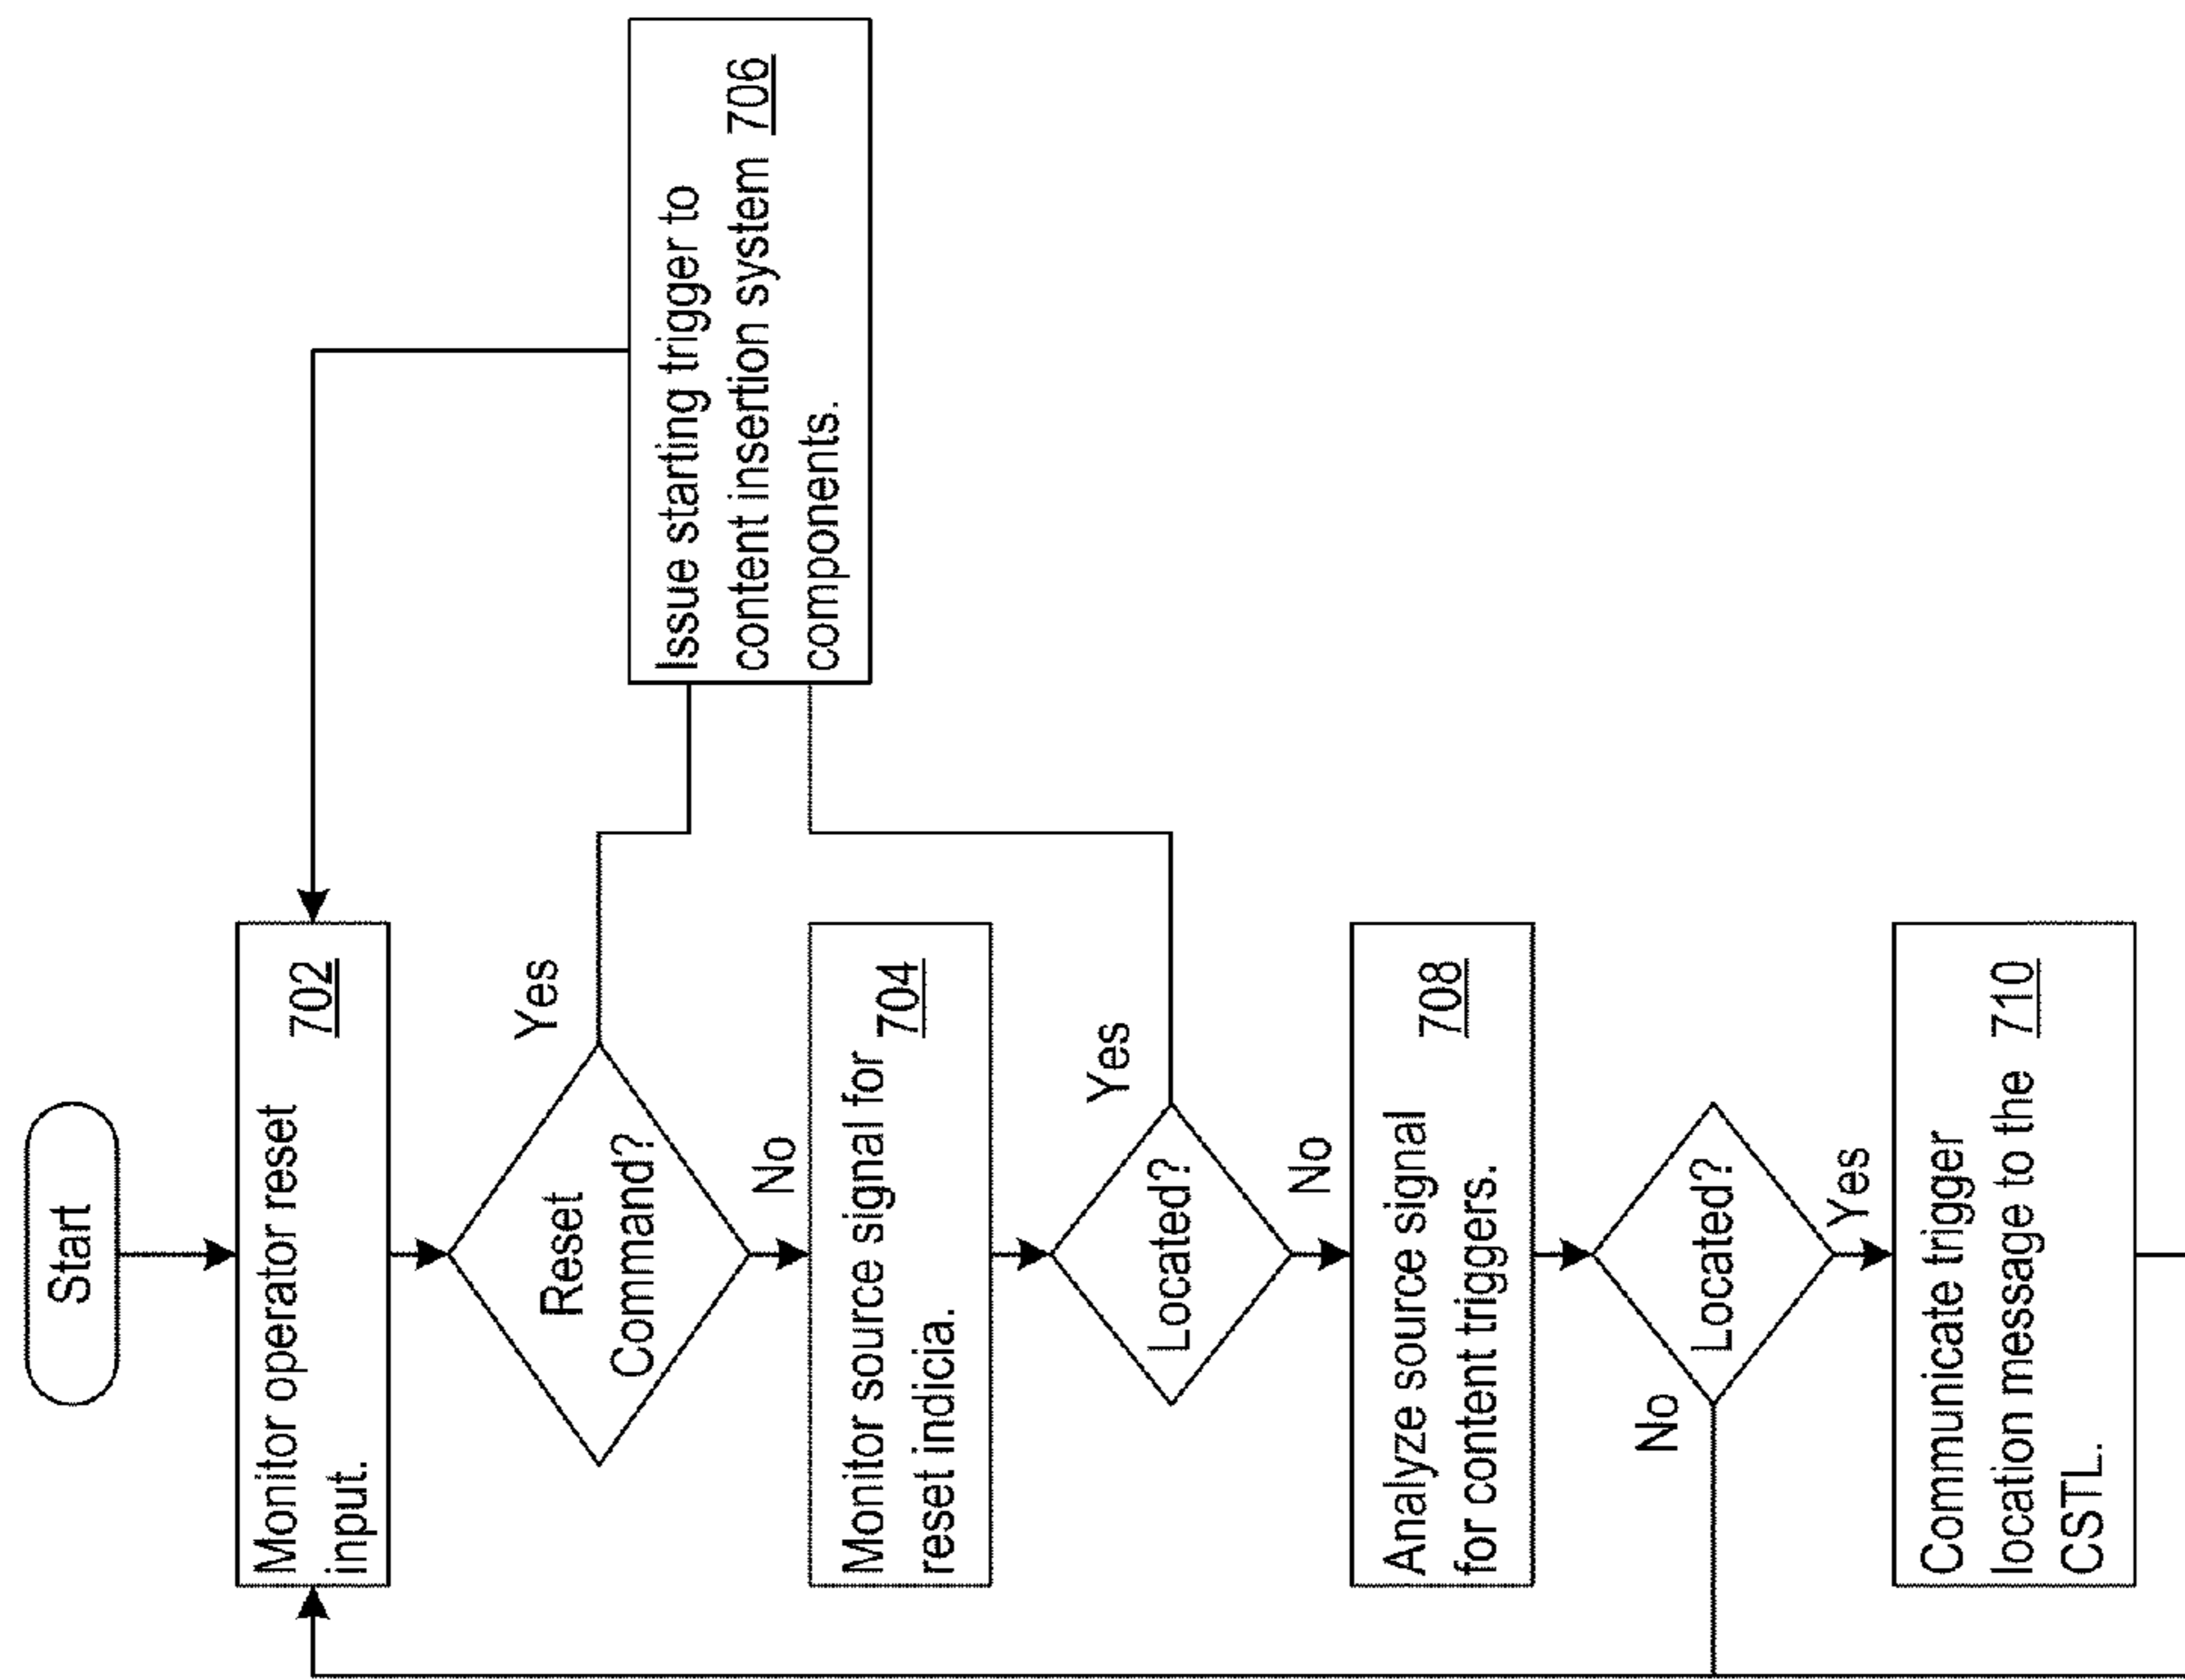 Start
Monitor operator reset 702
input.
Reset
Command?
Yes
No
Monitor source signal for 704
reset indicia.
Issue starting trigger to
content insertion system 706
components.
Located?
Yes
No
Analyze source signal 708
for content triggers.
Located?
No
Yes
Communicate trigger
location message to the 710
CSTL.